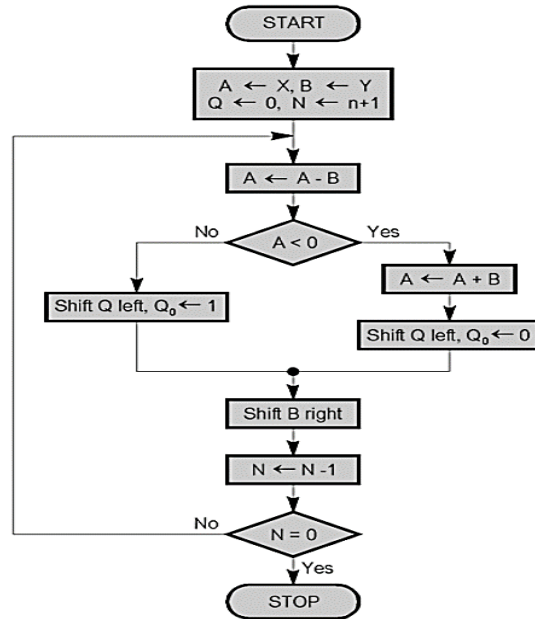 START
A ← X, B ← Y
Q ← 0, N ← n+1
A ← A - B
No
A < 0
Yes
A ← A + B
Shift Q left, Q₀ ← 1
Shift Q left, Q₀ ← 0
Shift B right
N ← N -1
No
N = 0
Yes
STOP